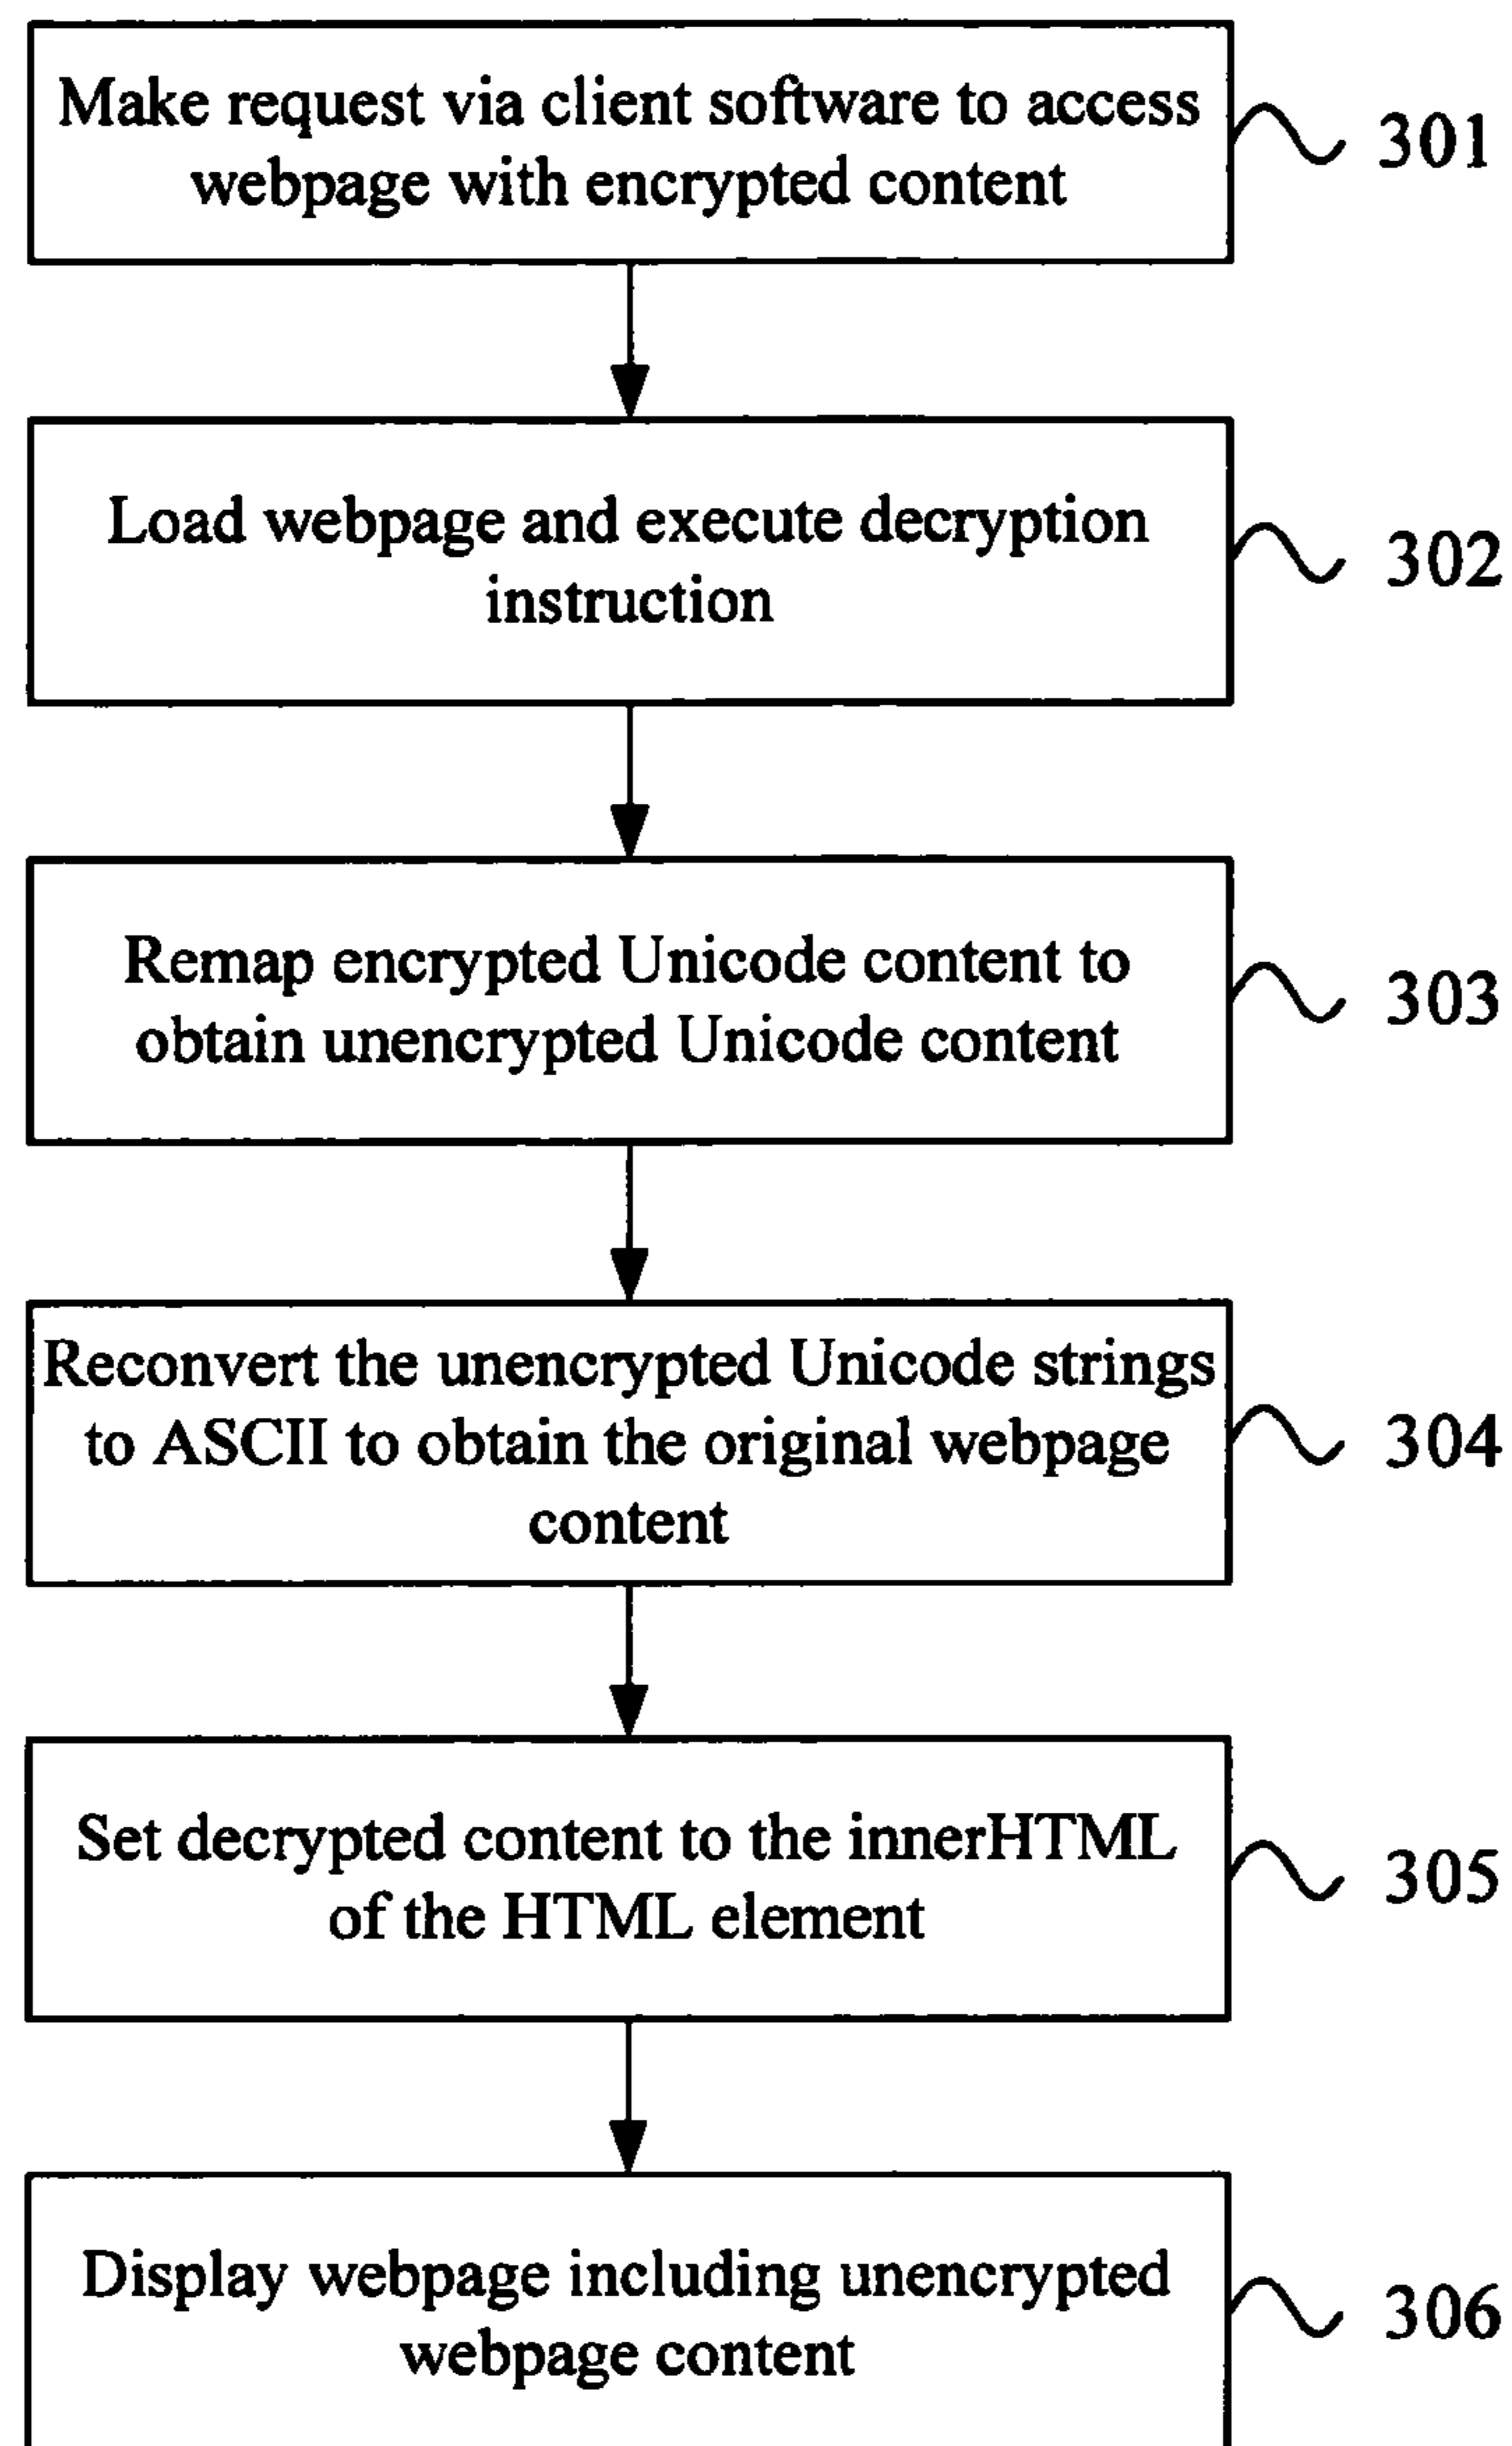 Make request via client software to access
webpage with encrypted content
301
Load webpage and execute decryption
instruction
302
Remap encrypted Unicode content to
obtain unencrypted Unicode content
303
Reconvert the unencrypted Unicode strings
to ASCII to obtain the original webpage
content
304
Set decrypted content to the innerHTML
of the HTML element
305
Display webpage including unencrypted
webpage content
306